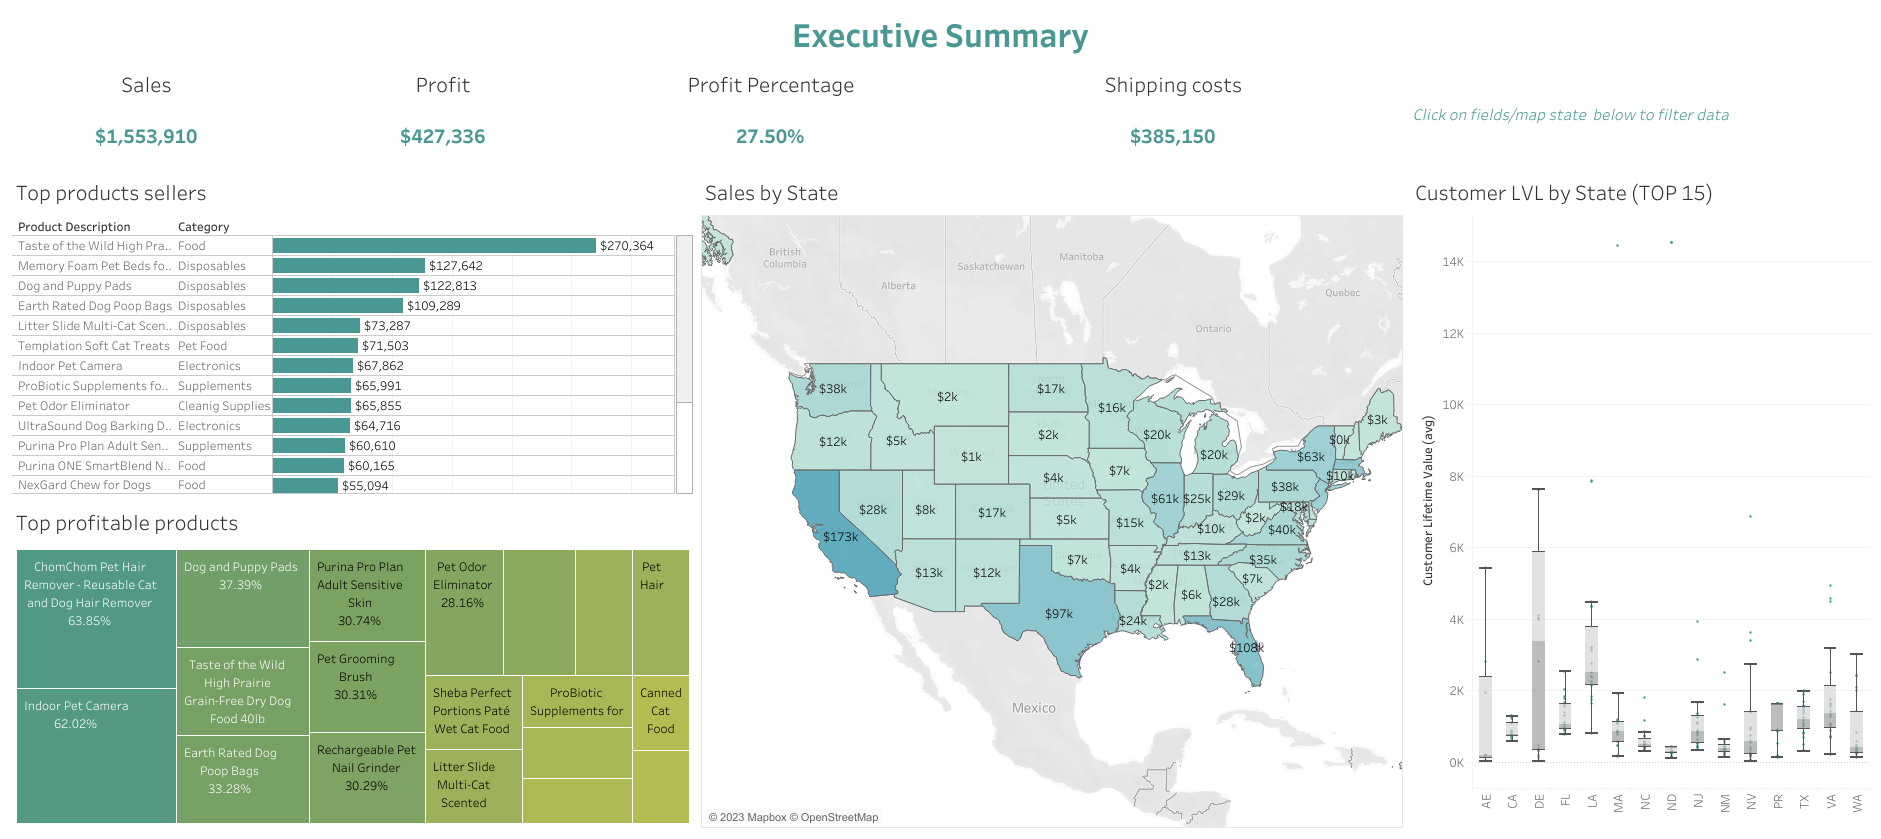 Executive Summary
Sales
Profit
Profit Percentage
Shipping costs
Click on fields/map state below to filter data
$1,553,910
$427,336
27.50%
$385,150
Top products sellers
Product Description Category
Taste of the Wild High Pra.. Food $270,364
Memory Foam Pet Beds fo.. Disposables $127,642
Dog and Puppy Pads Disposables $122,813
Earth Rated Dog Poop Bags Disposables $109,289
Litter Slide Multi-Cat Scen.. Disposables $73,287
Templation Soft Cat Treats Pet Food $71,503
Indoor Pet Camera Electronics $67,862
ProBiotic Supplements fo.. Supplements $65,991
Pet Odor Eliminator Cleanig Supplies $65,855
UltraSound Dog Barking D.. Electronics $64,716
Purina Pro Plan Adult Sen.. Supplements $60,610
Purina ONE SmartBlend N.. Food $60,165
NexGard Chew for Dogs Food $55,094
Top profitable products
ChomChom Pet Hair
Remover - Reusable Cat
and Dog Hair Remover
63.85%
Indoor Pet Camera
62.02%
Dog and Puppy Pads
37.39%
Taste of the Wild
High Prairie
Grain-Free Dry Dog
Food 40lb
Earth Rated Dog
Poop Bags
33.28%
Purina Pro Plan
Adult Sensitive
Skin
30.74%
Pet Grooming
Brush
30.31%
Rechargeable Pet
Nail Grinder
30.29%
Pet Odor
Eliminator
28.16%
Sheba Perfect
Portions Paté
Wet Cat Food
Litter Slide
Multi-Cat
Scented
ProBiotic
Supplements for
Pet
Hair
Canned
Cat
Food
Sales by State
British
Columbia
Alberta
Saskatchewan
Manitoba
Ontario
Quebec
United
States
Mexico
$38k
$2k
$17k
$16k
$3k
$12k
$5k
$2k
$20k
$0k
$1k
$20k
$63k
$10k
$4k
$7k
$38k
$28k
$8k
$17k
$61k
$25k
$29k
$18k
$173k
$5k
$15k
$10k
$2k
$40k
$13k
$12k
$7k
$4k
$13k
$35k
$97k
$2k
$6k
$28k
$7k
$24k
$108k
© 2023 Mapbox © OpenStreetMap
Customer LVL by State (TOP 15)
Customer Lifetime Value (avg)
14K
12K
10K
8K
6K
4K
2K
0K
AE
CA
DE
FL
LA
MA
NC
ND
NJ
NM
NV
PR
TX
VA
WA